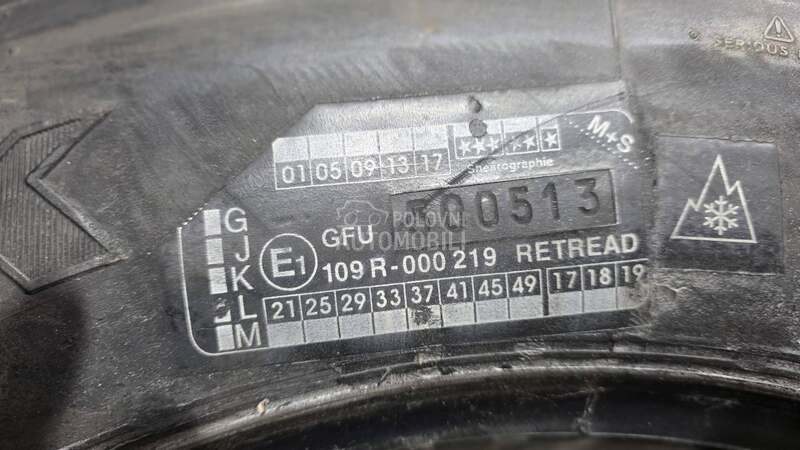 SERIOUS
M+S
01 05 09 13 17
Shearographie
G
500513
GFU
POLOVNI
AUTOMOBILI
J
E1
109 R-000 219 RETREAD
K
L 21 25 29 33 37 41 45 49 17 18 19
M